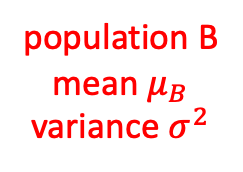 population B
mean μ_B
variance σ²